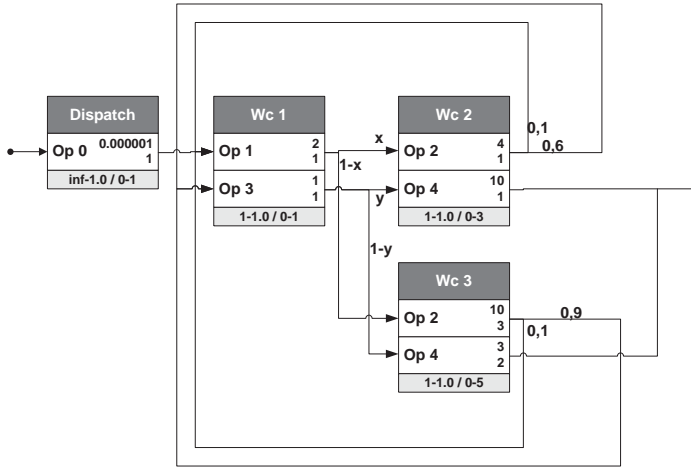 Dispatch
Op 0
0.000001
1
inf-1.0 / 0-1
Wc 1
Op 1
2
1
Op 3
1
1
1-1.0 / 0-1
x
1-x
y
1-y
Wc 2
Op 2
4
1
Op 4
10
1
1-1.0 / 0-3
0,1
0,6
Wc 3
Op 2
10
3
Op 4
3
2
1-1.0 / 0-5
0,9
0,1